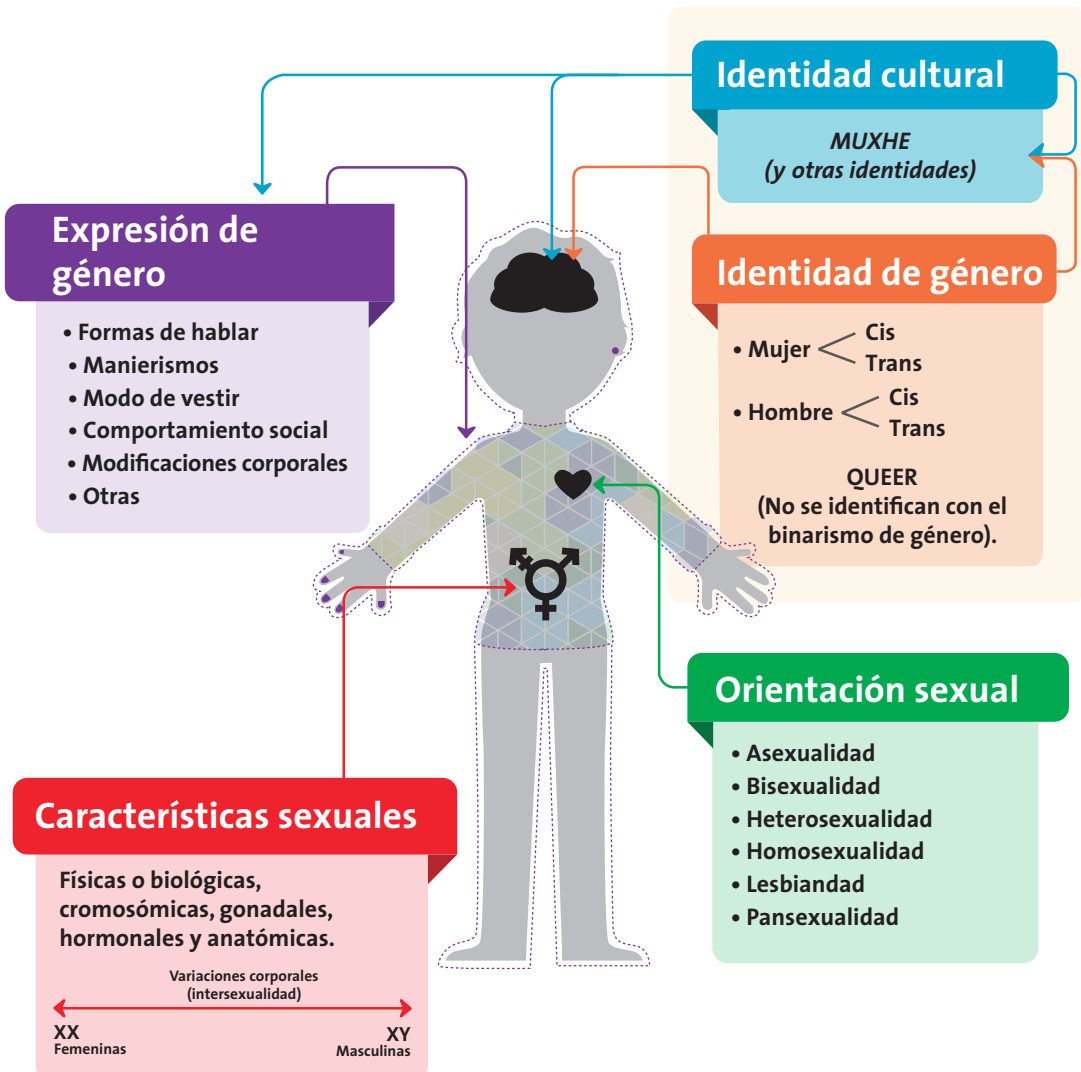 Identidad cultural
MUXHE
(y otras identidades)
Expresión de
género
• Formas de hablar
• Manierismos
• Modo de vestir
• Comportamiento social
• Modificaciones corporales
• Otras
Identidad de género
• Mujer
Cis
Trans
• Hombre
Cis
Trans
QUEER
(No se identifican con el
binarismo de género).
Orientación sexual
• Asexualidad
• Bisexualidad
• Heterosexualidad
• Homosexualidad
• Lesbiandad
• Pansexualidad
Características sexuales
Físicas o biológicas,
cromosómicas, gonadales,
hormonales y anatómicas.
Variaciones corporales
(intersexualidad)
XX
Femeninas
XY
Masculinas